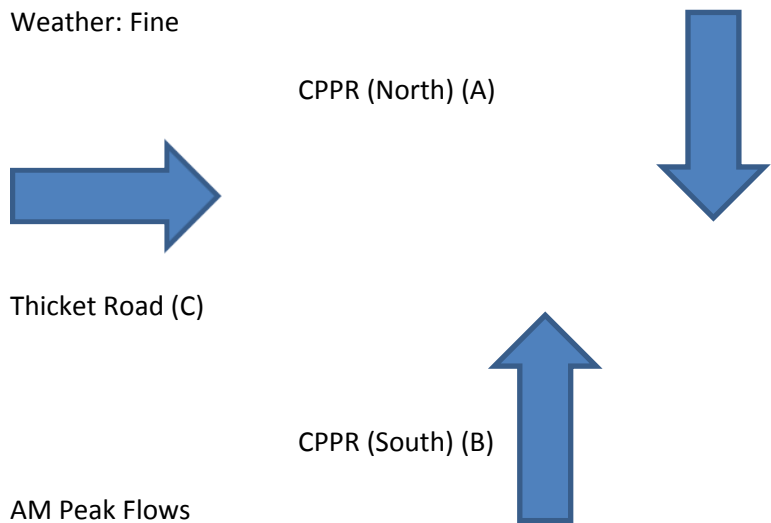 Weather: Fine
CPPR (North) (A)
Thicket Road (C)
CPPR (South) (B)
AM Peak Flows